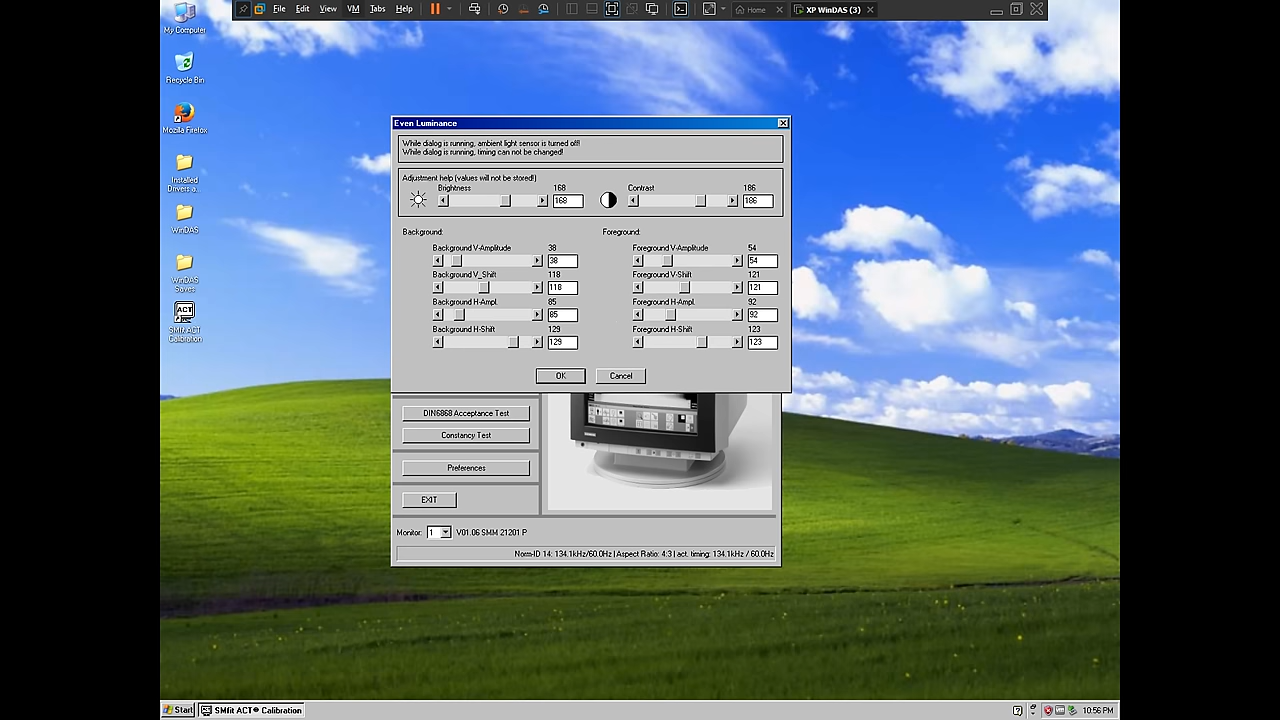 File Edit View VM Tabs Help Home XP WinDAS (3)
My Computer
Recycle Bin
Mozilla Firefox
Installed
Drivers a...
WinDAS
WinDAS
Saves
SMfit ACT
Calibration
Even Luminance
While dialog is running, ambient light sensor is turned off!
While dialog is running, timing can not be changed!
Adjustment help (values will not be stored!)
Brightness 168
168
Contrast 186
186
Background:
Background V-Amplitude 38
38
Background V_Shift 118
118
Background H-Ampl. 85
85
Background H-Shift 129
129
Foreground:
Foreground V-Amplitude 54
54
Foreground V-Shift 121
121
Foreground H-Ampl. 92
92
Foreground H-Shift 123
123
OK Cancel
DIN6868 Acceptance Test
Constancy Test
Preferences
EXIT
Monitor: 1 V01.06 SMM 21201 P
Norm-ID 14: 134.1kHz/60.0Hz | Aspect Ratio: 4:3 | act. timing: 134.1kHz / 60.0Hz
Start SMfit ACT® Calibration 10:56 PM